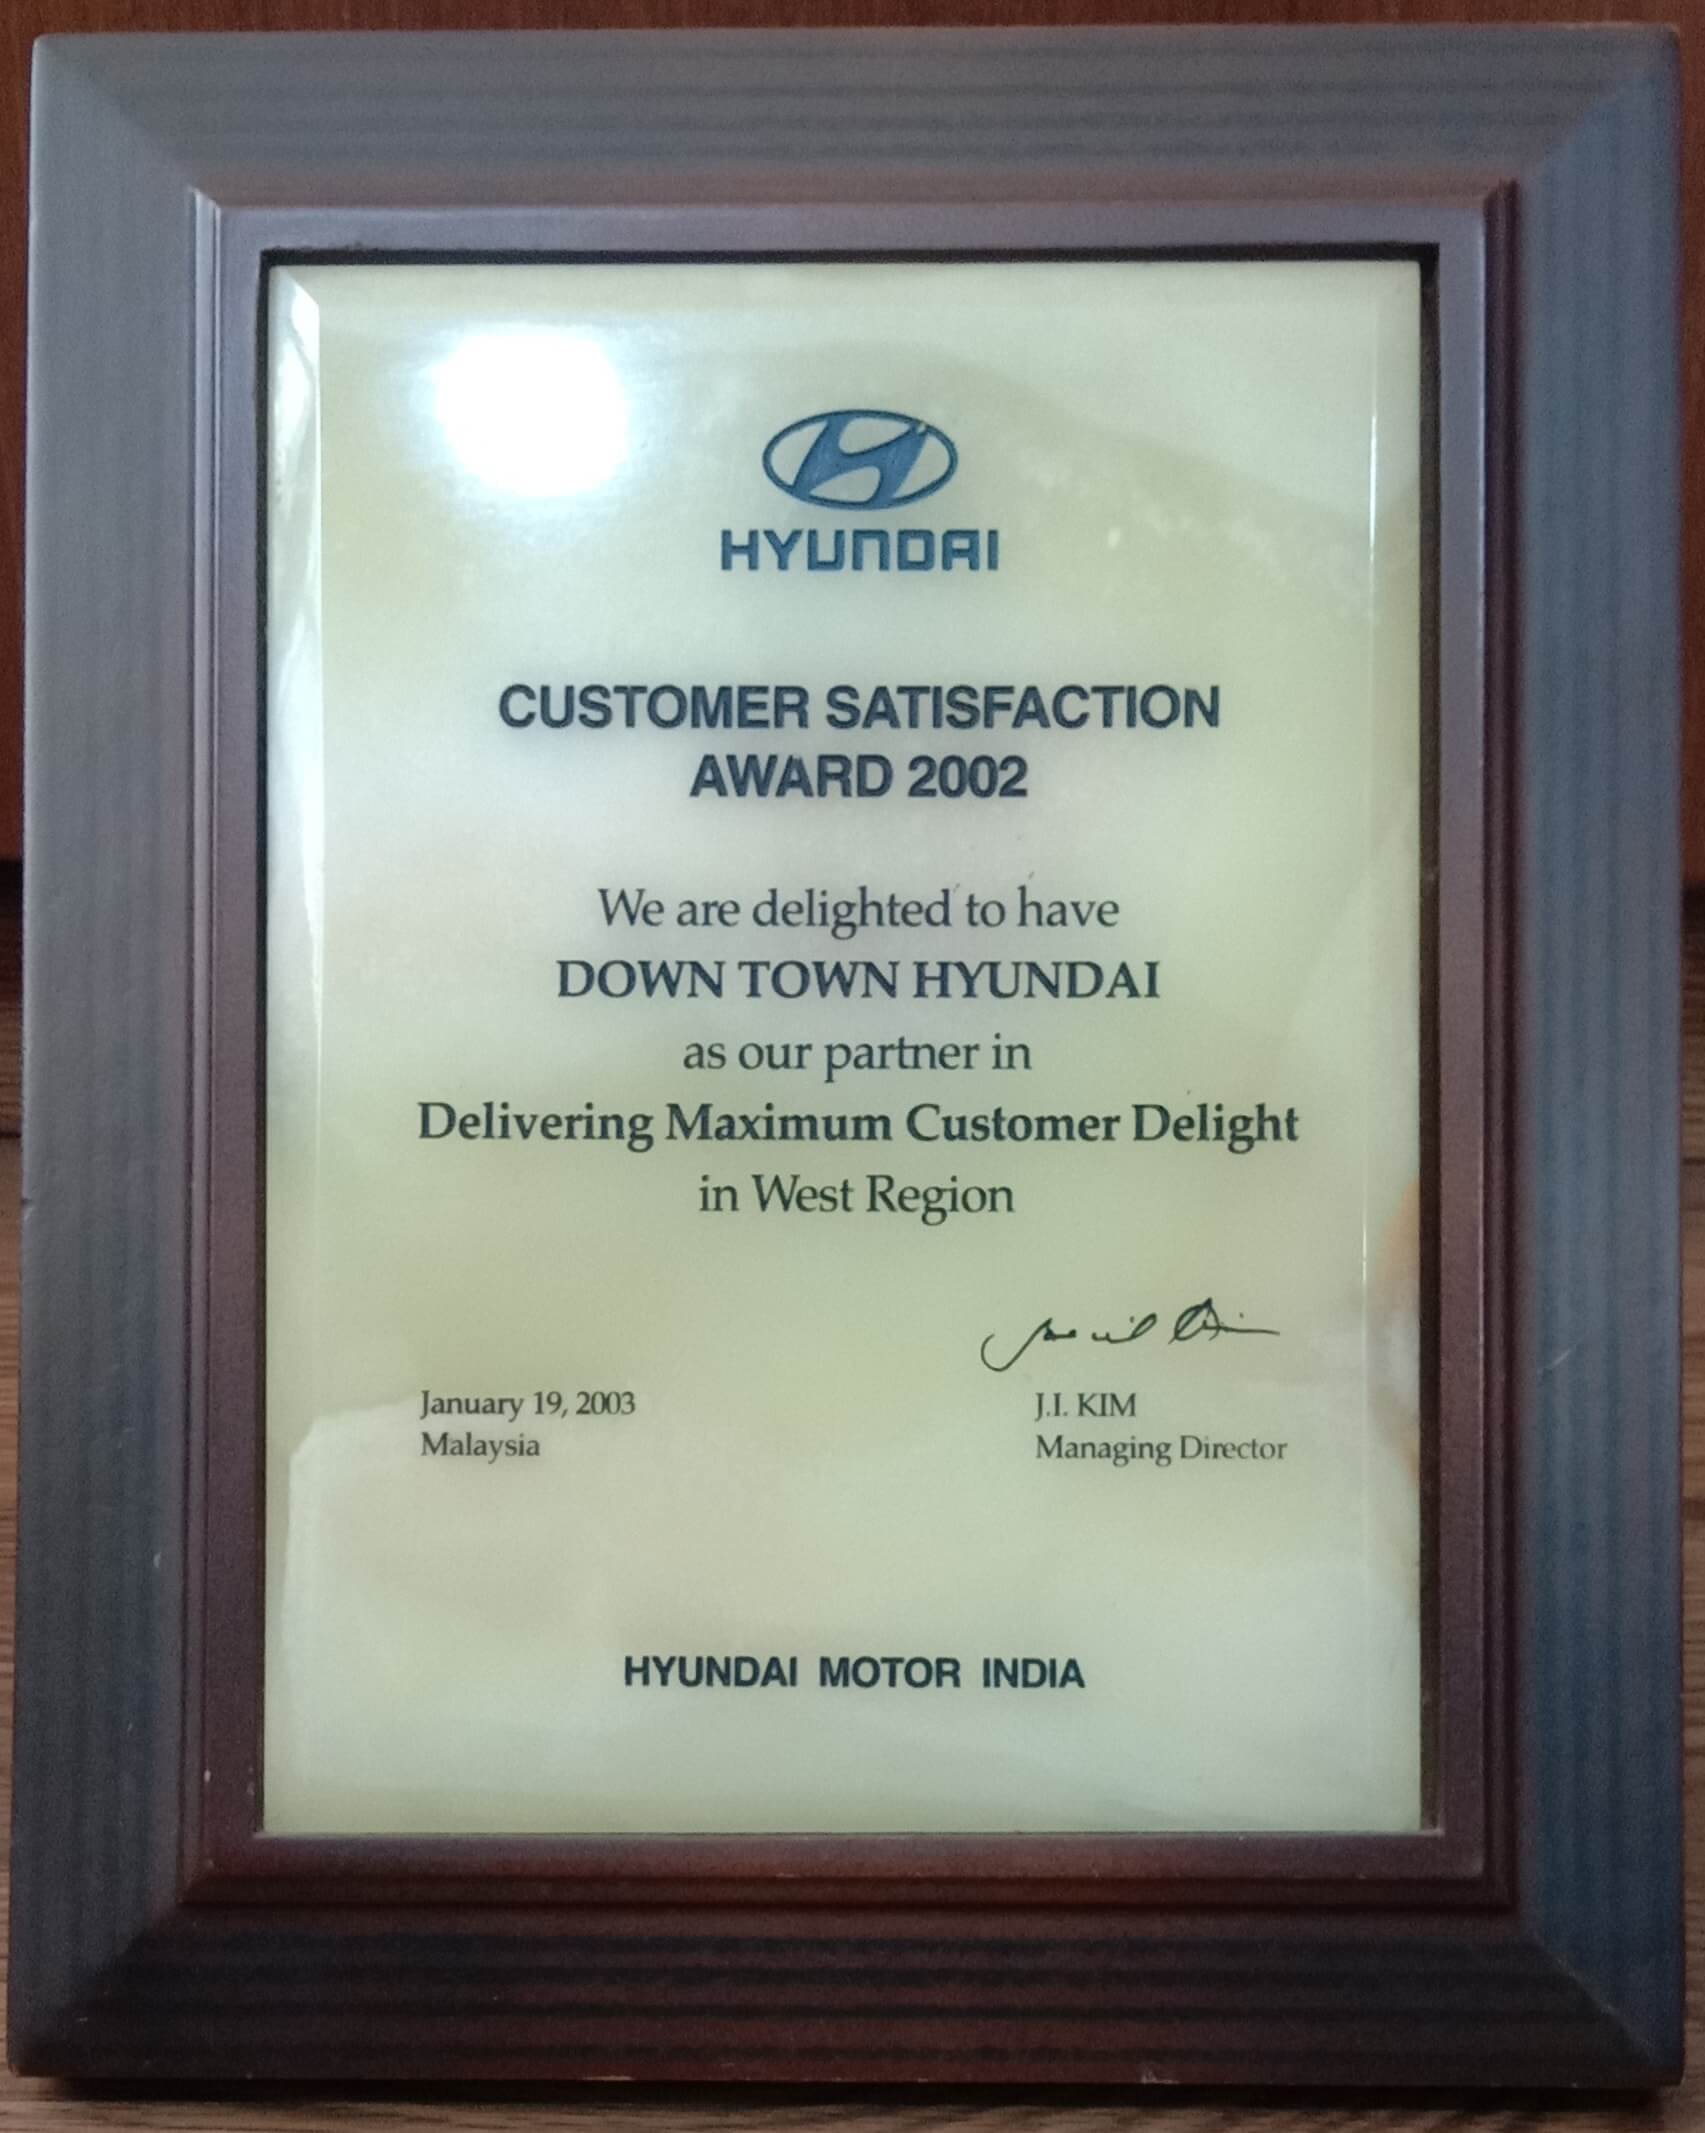 HYUNDAI
CUSTOMER SATISFACTION
AWARD 2002
We are delighted to have
DOWN TOWN HYUNDAI
as our partner in
Delivering Maximum Customer Delight
in West Region
January 19, 2003
Malaysia
J.I. KIM
Managing Director
HYUNDAI MOTOR INDIA